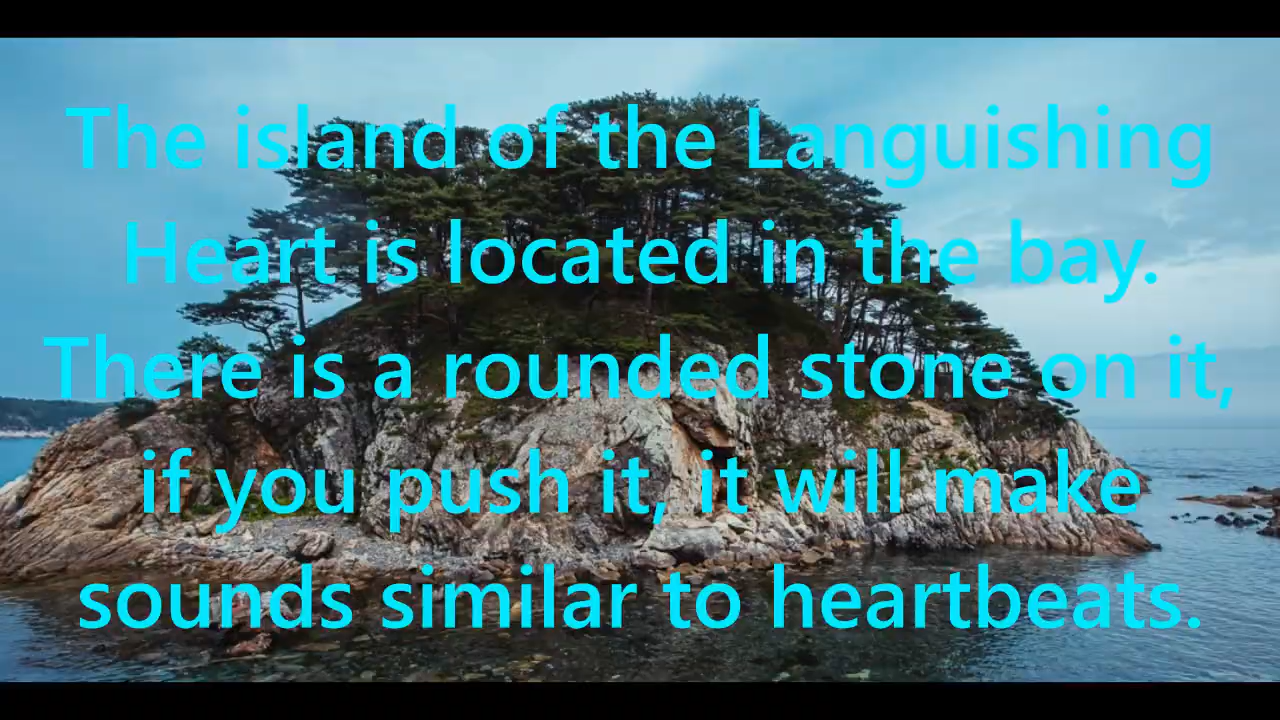 The island of the Languishing
Heart is located in the bay.
There is a rounded stone on it,
if you push it, it will make
sounds similar to heartbeats.